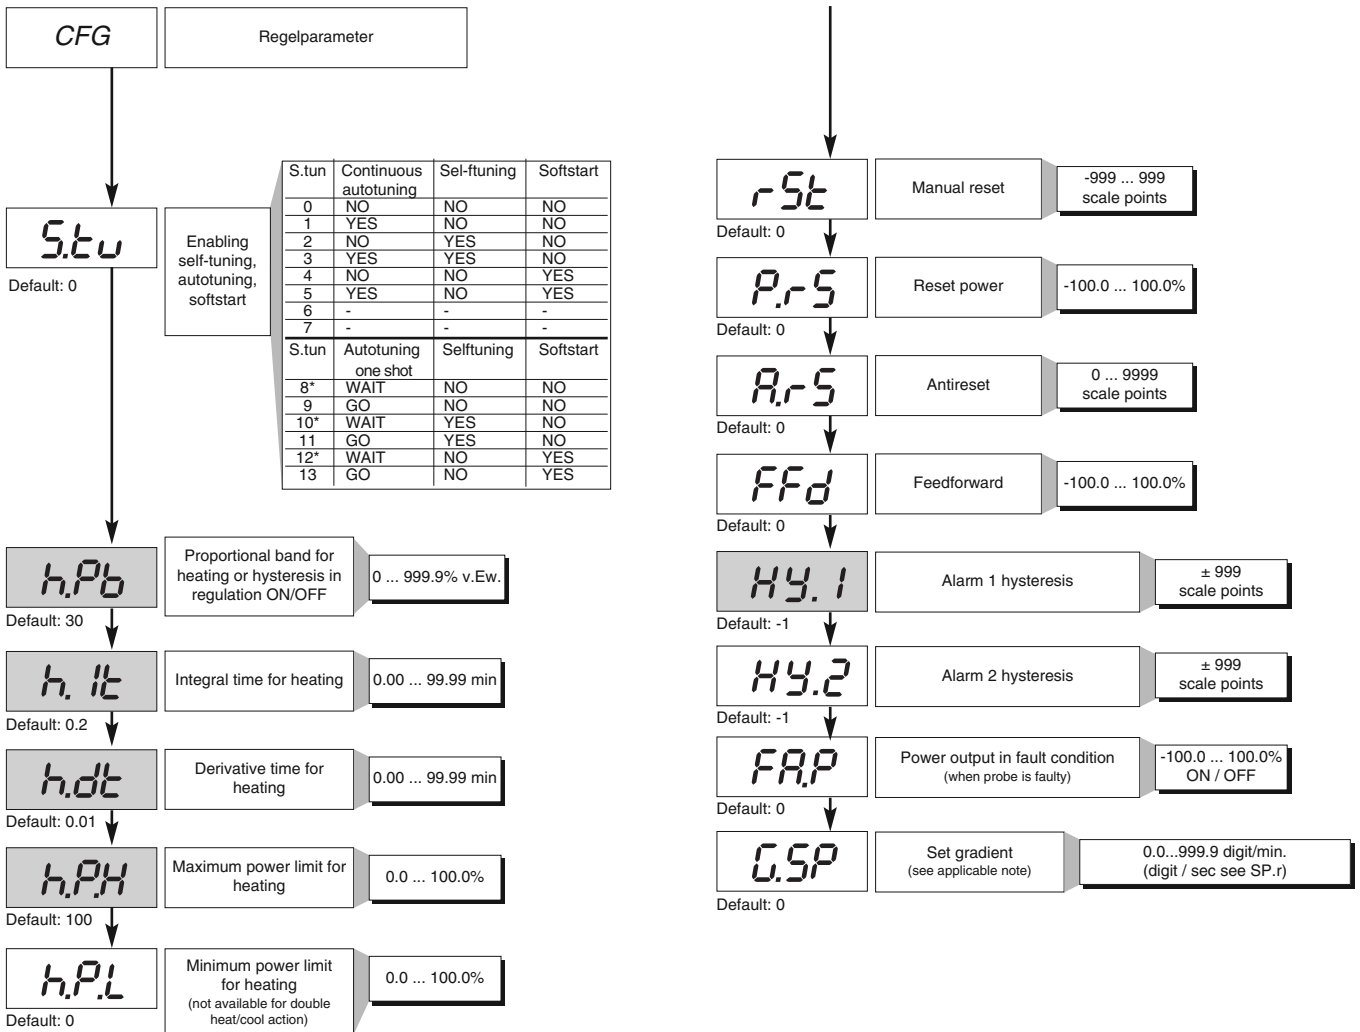 CFG
Regelparameter
S.tu
Default: 0
Enabling
self-tuning,
autotuning,
softstart
S.tun Continuous autotuning Sel-ftuning Softstart
0 NO NO NO
1 YES NO NO
2 NO YES NO
3 YES YES NO
4 NO NO YES
5 YES NO YES
6 - - -
7 - - -
S.tun Autotuning one shot Selftuning Softstart
8* WAIT NO NO
9 GO NO NO
10* WAIT YES NO
11 GO YES NO
12* WAIT NO YES
13 GO NO YES
h.Pb
Default: 30
Proportional band for
heating or hysteresis in
regulation ON/OFF
0 ... 999.9% v.Ew.
h.It
Default: 0.2
Integral time for heating
0.00 ... 99.99 min
h.dt
Default: 0.01
Derivative time for
heating
0.00 ... 99.99 min
h.P.H
Default: 100
Maximum power limit for
heating
0.0 ... 100.0%
h.P.L
Default: 0
Minimum power limit
for heating
(not available for double
heat/cool action)
0.0 ... 100.0%
rSt
Default: 0
Manual reset
-999 ... 999
scale points
P.rS
Default: 0
Reset power
-100.0 ... 100.0%
A.rS
Default: 0
Antireset
0 ... 9999
scale points
FFd
Default: 0
Feedforward
-100.0 ... 100.0%
HY.1
Default: -1
Alarm 1 hysteresis
± 999
scale points
HY.2
Default: -1
Alarm 2 hysteresis
± 999
scale points
FA.P
Default: 0
Power output in fault condition
(when probe is faulty)
-100.0 ... 100.0%
ON / OFF
G.SP
Default: 0
Set gradient
(see applicable note)
0.0...999.9 digit/min.
(digit / sec see SP.r)